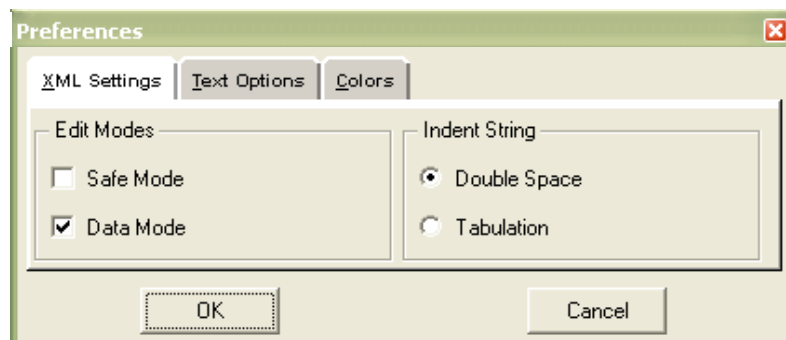 Preferences
XML Settings Text Options Colors
Edit Modes Indent String
Safe Mode Double Space
Data Mode Tabulation
OK Cancel